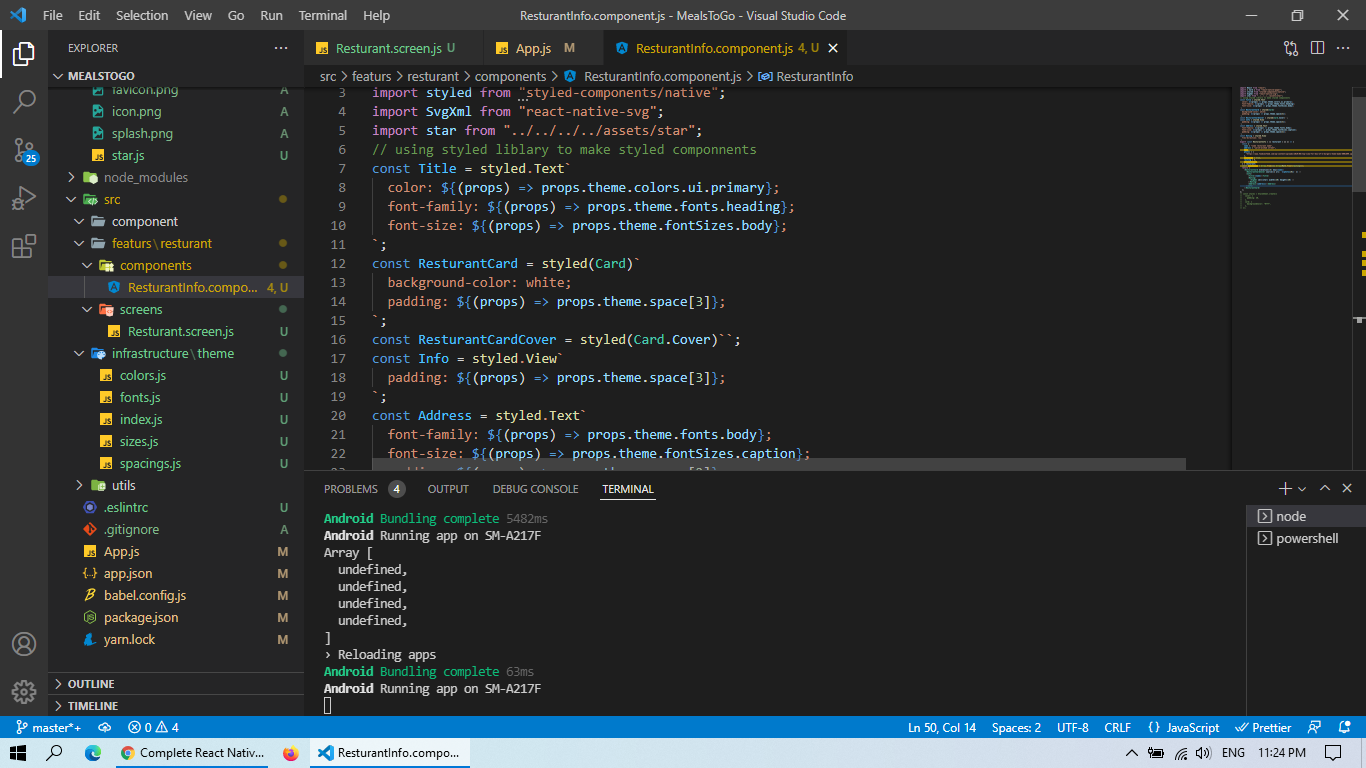 File Edit Selection View Go Run Terminal Help ResturantInfo.component.js - MealsToGo - Visual Studio Code
EXPLORER
MEALSTOGO
favicon.png A
icon.png A
splash.png A
star.js U
node_modules
src
component
featurs\resturant
components
ResturantInfo.compo... 4, U
screens
Resturant.screen.js U
infrastructure\theme
colors.js U
fonts.js U
index.js U
sizes.js U
spacings.js U
utils
.eslintrc U
.gitignore A
App.js M
app.json M
babel.config.js M
package.json M
yarn.lock M
OUTLINE
TIMELINE
25
Resturant.screen.js U App.js M ResturantInfo.component.js 4, U
src > featurs > resturant > components > ResturantInfo.component.js > ResturantInfo
3 import styled from "styled-components/native";
4 import SvgXml from "react-native-svg";
5 import star from "../../../../assets/star";
6 // using styled liblary to make styled componnents
7 const Title = styled.Text`
8 color: ${(props) => props.theme.colors.ui.primary};
9 font-family: ${(props) => props.theme.fonts.heading};
10 font-size: ${(props) => props.theme.fontSizes.body};
11 `;
12 const ResturantCard = styled(Card)`
13 background-color: white;
14 padding: ${(props) => props.theme.space[3]};
15 `;
16 const ResturantCardCover = styled(Card.Cover)``;
17 const Info = styled.View`
18 padding: ${(props) => props.theme.space[3]};
19 `;
20 const Address = styled.Text`
21 font-family: ${(props) => props.theme.fonts.body};
22 font-size: ${(props) => props.theme.fontSizes.caption};
PROBLEMS 4 OUTPUT DEBUG CONSOLE TERMINAL
Android Bundling complete 5482ms
Android Running app on SM-A217F
Array [
undefined,
undefined,
undefined,
undefined,
]
› Reloading apps
Android Bundling complete 63ms
Android Running app on SM-A217F
node
powershell
master*+ 0 4 Ln 50, Col 14 Spaces: 2 UTF-8 CRLF {} JavaScript Prettier
Complete React Nativ... ResturantInfo.compo... ENG 11:24 PM